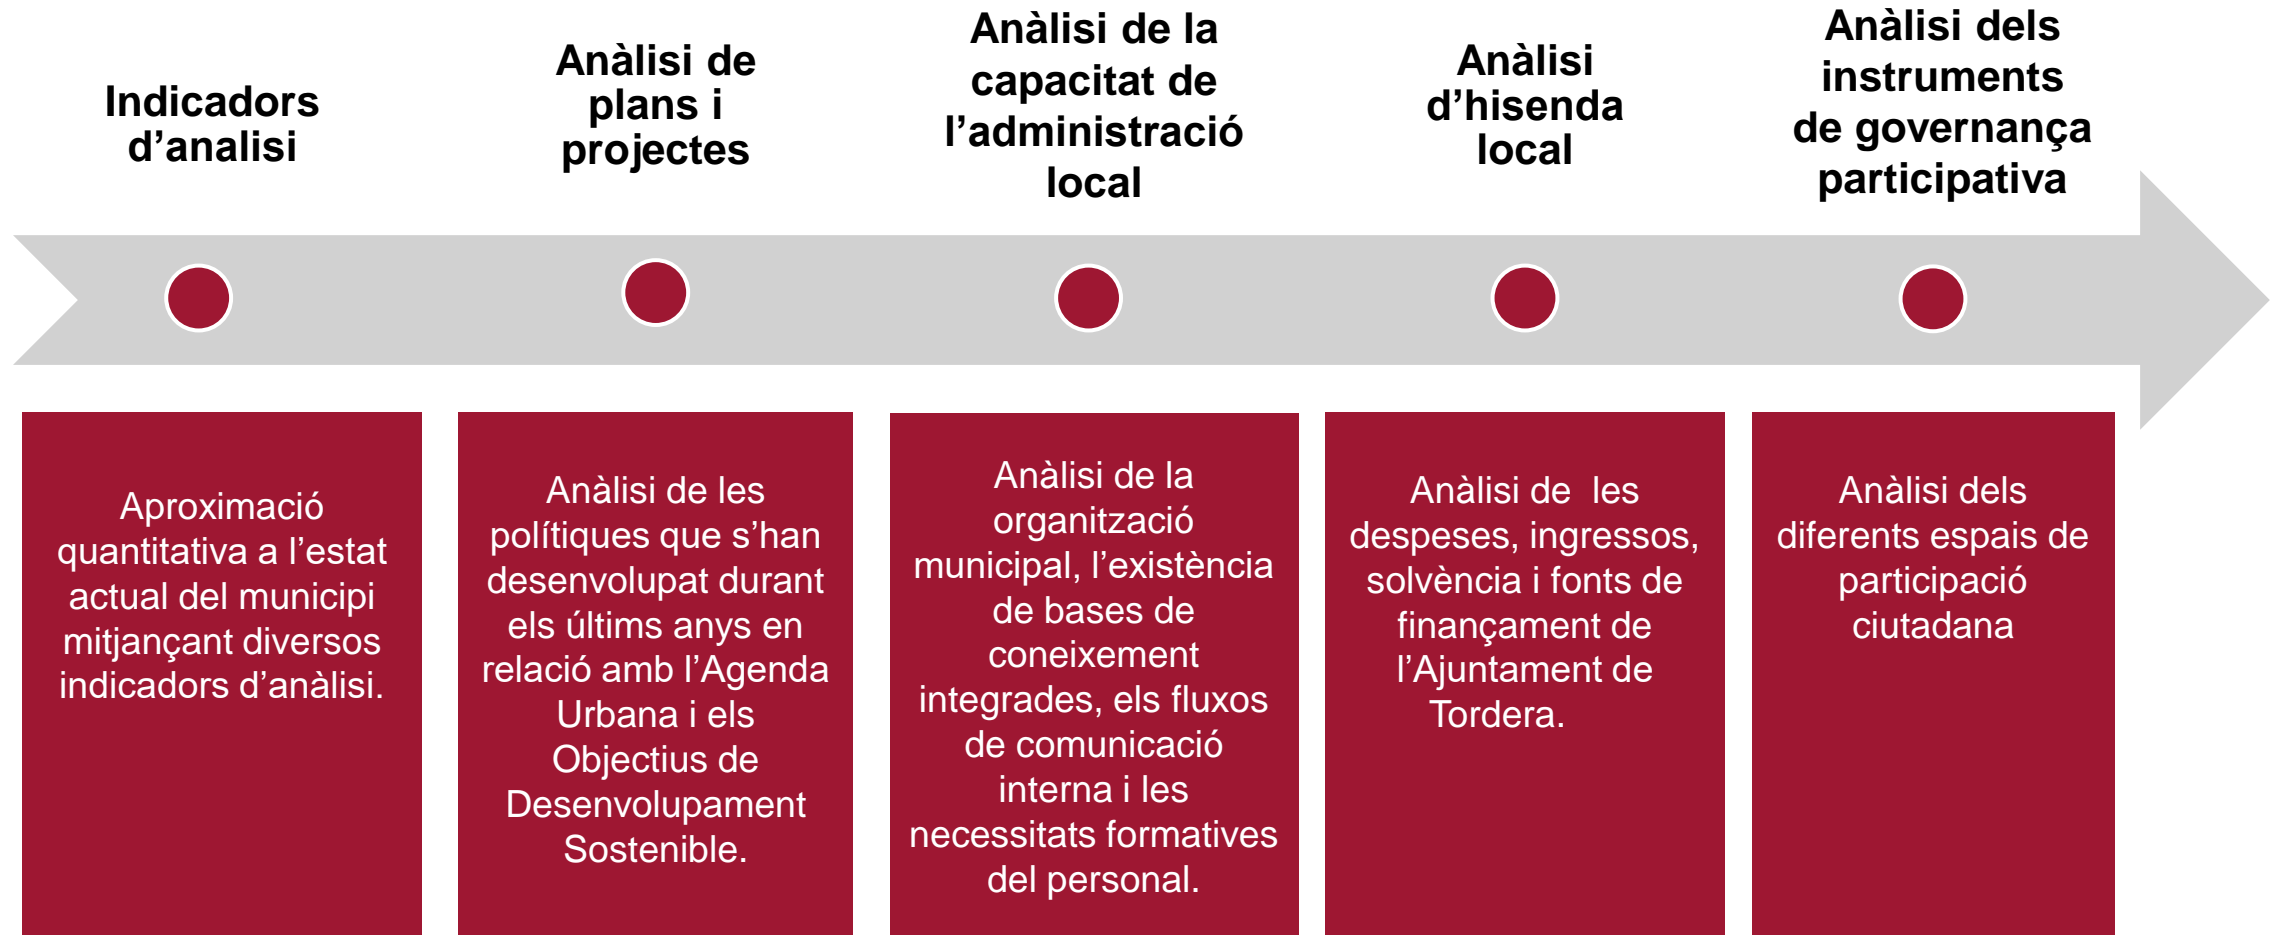 Indicadors
d’analisi
Anàlisi de
plans i
projectes
Anàlisi de la
capacitat de
l’administració
local
Anàlisi
d’hisenda
local
Anàlisi dels
instruments
de governança
participativa
Aproximació
quantitativa a l’estat
actual del municipi
mitjançant diversos
indicadors d’anàlisi.
Anàlisi de les
polítiques que s’han
desenvolupat durant
els últims anys en
relació amb l’Agenda
Urbana i els
Objectius de
Desenvolupament
Sostenible.
Anàlisi de la
organització
municipal, l’existència
de bases de
coneixement
integrades, els fluxos
de comunicació
interna i les
necessitats formatives
del personal.
Anàlisi de  les
despeses, ingressos,
solvència i fonts de
finançament de
l’Ajuntament de
Tordera.
Anàlisi dels
diferents espais de
participació
ciutadana